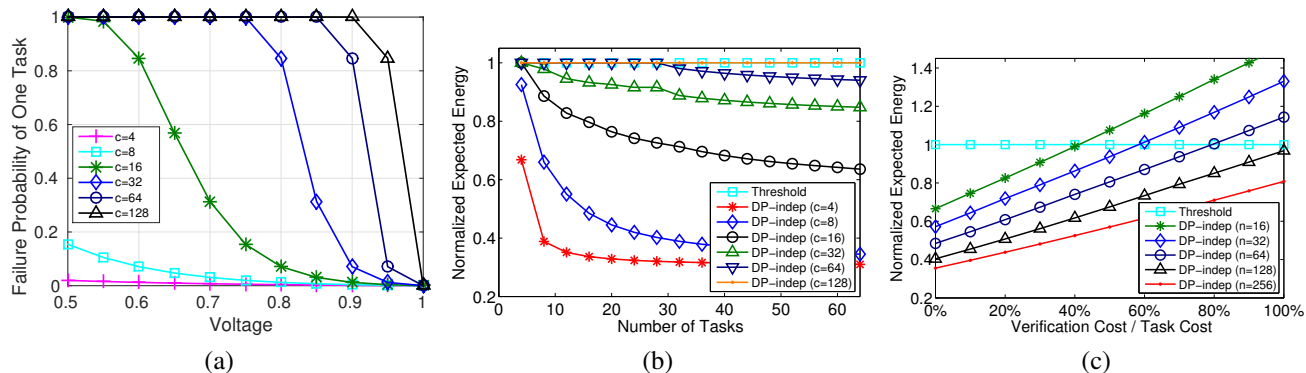 Failure Probability of One Task
1
0.8
0.6
0.4
0.2
0
c=4
c=8
c=16
c=32
c=64
c=128
0.5 0.6 0.7 0.8 0.9 1
Voltage
(a)
Normalized Expected Energy
1
0.8
0.6
0.4
0.2
Threshold
DP-indep (c=4)
DP-indep (c=8)
DP-indep (c=16)
DP-indep (c=32)
DP-indep (c=64)
DP-indep (c=128)
0 10 20 30 40 50 60
Number of Tasks
(b)
Normalized Expected Energy
1.4
1.2
1
0.8
0.6
0.4
0.2
Threshold
DP-indep (n=16)
DP-indep (n=32)
DP-indep (n=64)
DP-indep (n=128)
DP-indep (n=256)
0% 20% 40% 60% 80% 100%
Verification Cost / Task Cost
(c)